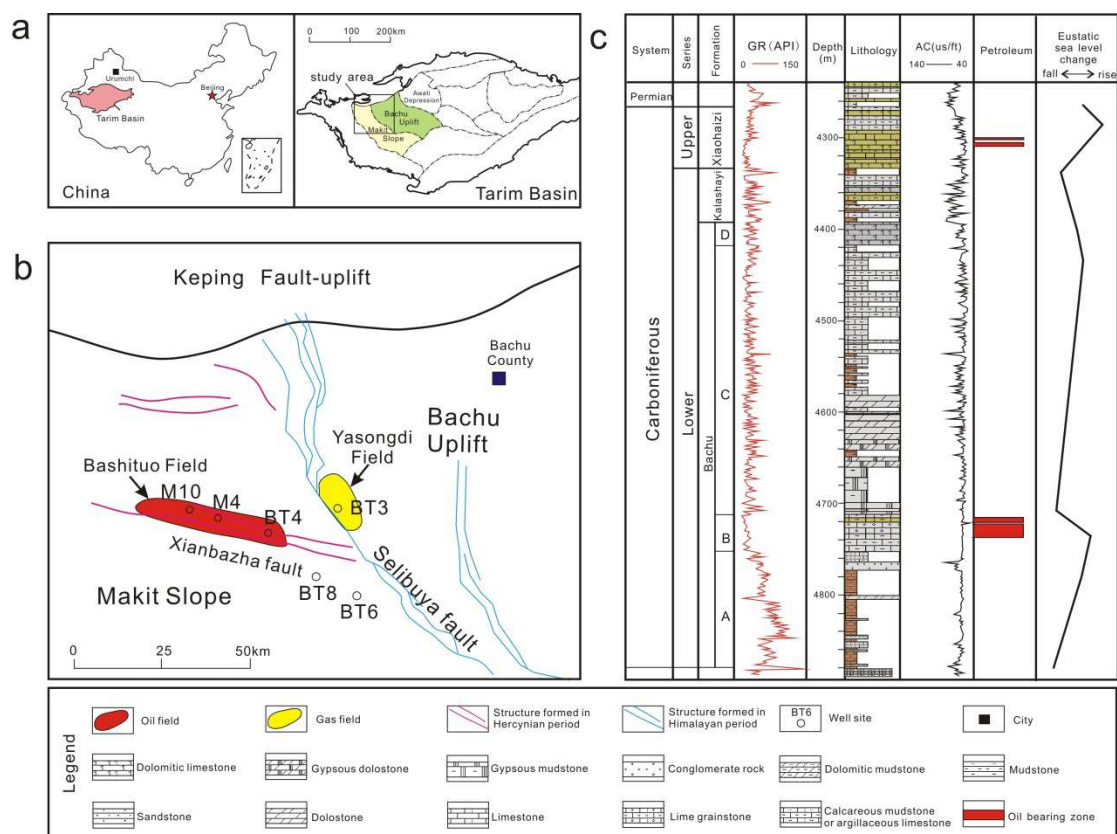 a
Urumchi
Beijing
Tarim Basin
China
0 100 200km
study area
Awati
Depression
Bachu
Uplift
Makit
Slope
Tarim Basin
b
Keping Fault-uplift
Bachu
County
Bachu
Uplift
Yasongdi
Field
Bashituo Field
M10
M4
BT3
BT4
Xianbazha fault
Selibuya fault
BT8
BT6
Makit Slope
0 25 50km
c
System
Series
Formation
GR(API)
0 150
Depth
(m)
Lithology
AC(us/ft)
140 40
Petroleum
Eustatic
sea level
change
fall rise
Permian
Carboniferous
Upper
Lower
Xiaohaizi
Kalashayi
Bachu
D
C
B
A
4300
4400
4500
4600
4700
4800
Legend
Oil field
Gas field
Structure formed in
Hercynian period
Structure formed in
Himalayan period
BT6
Well site
City
Dolomitic limestone
Gypsous dolostone
Gypsous mudstone
Conglomerate rock
Dolomitic mudstone
Mudstone
Sandstone
Dolostone
Limestone
Lime grainstone
Calcareous mudstone
or argillaceous limestone
Oil bearing zone